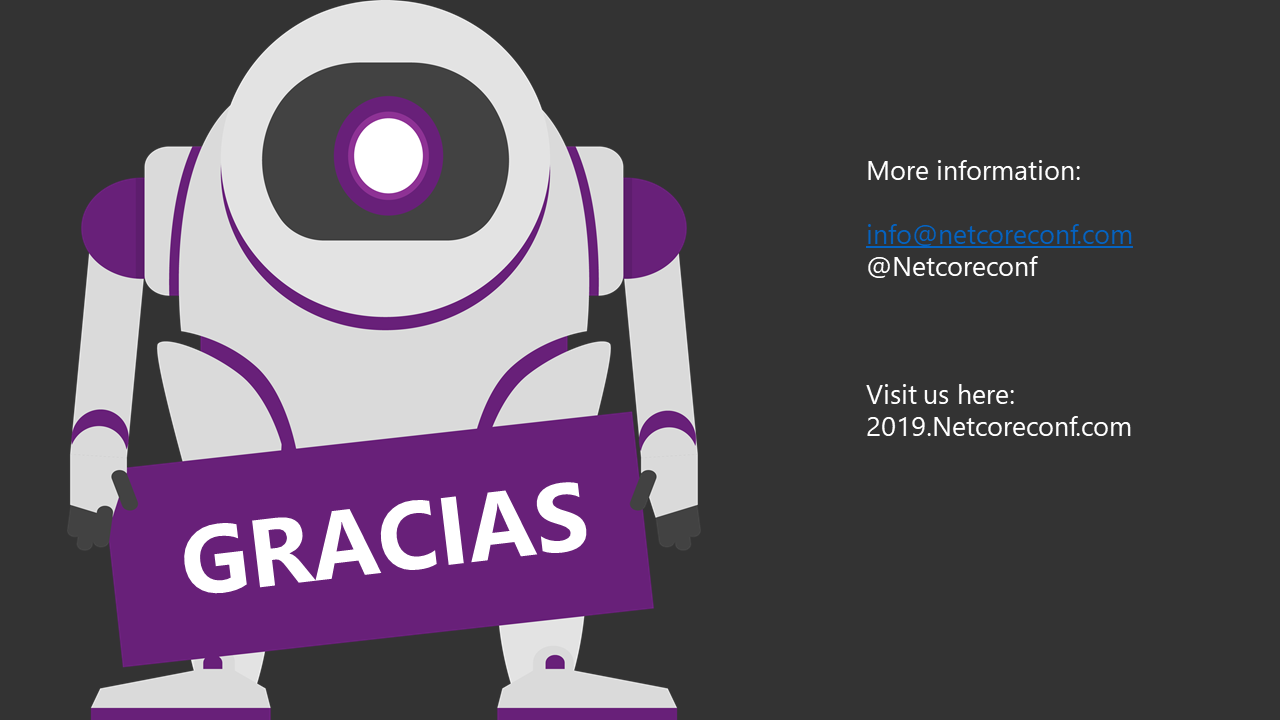 GRACIAS
More information:
info@netcoreconf.com
@Netcoreconf
Visit us here:
2019.Netcoreconf.com